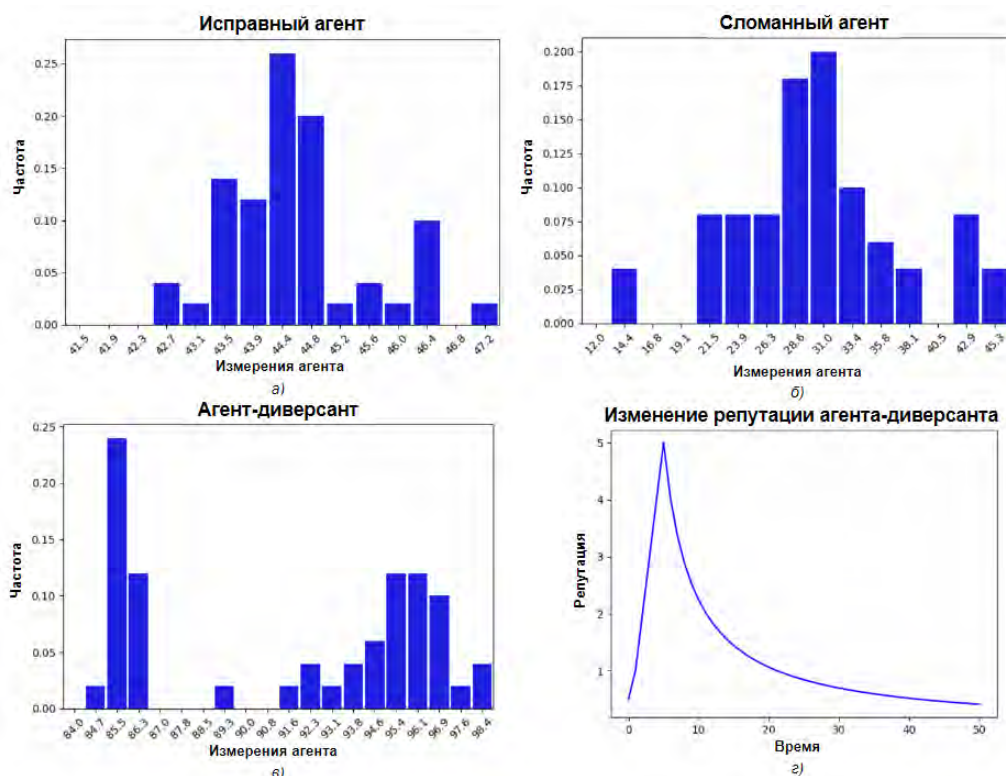 Исправный агент
Частота
0.25
0.20
0.15
0.10
0.05
0.00
41.5 41.9 42.3 42.7 43.1 43.5 43.9 44.4 44.8 45.2 45.6 46.0 46.4 46.8 47.2
Измерения агента
а)
Сломанный агент
Частота
0.200
0.175
0.150
0.125
0.100
0.075
0.050
0.025
0.000
12.0 14.4 16.8 19.1 21.5 23.9 26.3 28.6 31.0 33.4 35.8 38.1 40.5 42.9 45.3
Измерения агента
б)
Агент-диверсант
Частота
0.25
0.20
0.15
0.10
0.05
0.00
84.0 84.7 85.5 86.3 87.0 87.8 88.5 89.3 90.0 90.8 91.6 92.3 93.1 93.8 94.6 95.4 96.1 96.9 97.6 98.4
Измерения агента
в)
Изменение репутации агента-диверсанта
Репутация
5
4
3
2
1
0 10 20 30 40 50
Время
г)